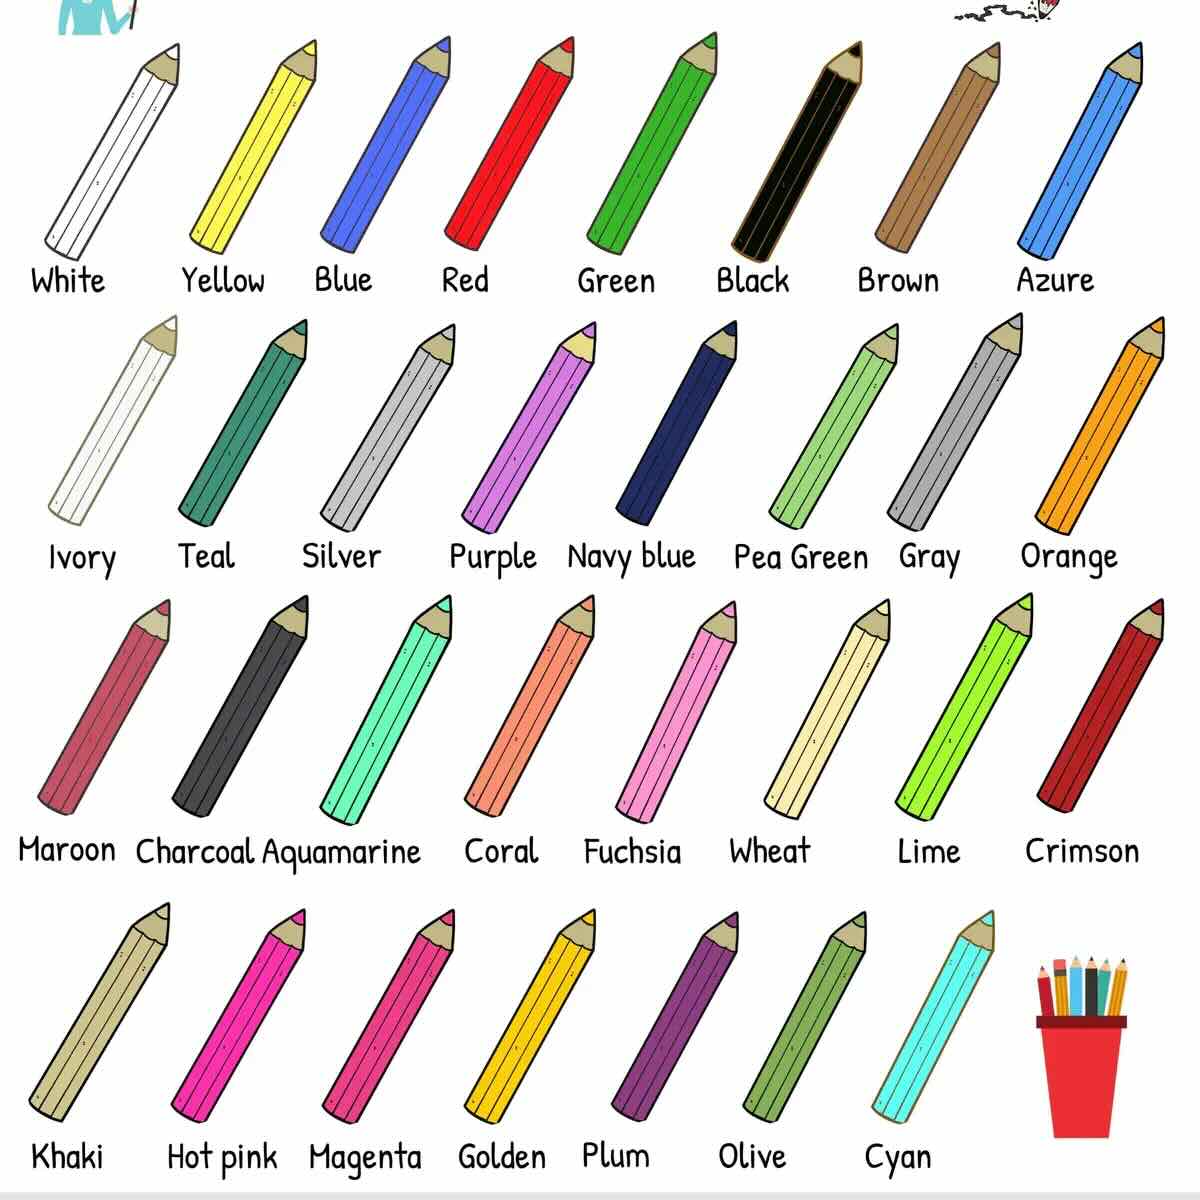 White Yellow Blue Red Green Black Brown Azure
Ivory Teal Silver Purple Navy blue Pea Green Gray Orange
Maroon Charcoal Aquamarine Coral Fuchsia Wheat Lime Crimson
Khaki Hot pink Magenta Golden Plum Olive Cyan